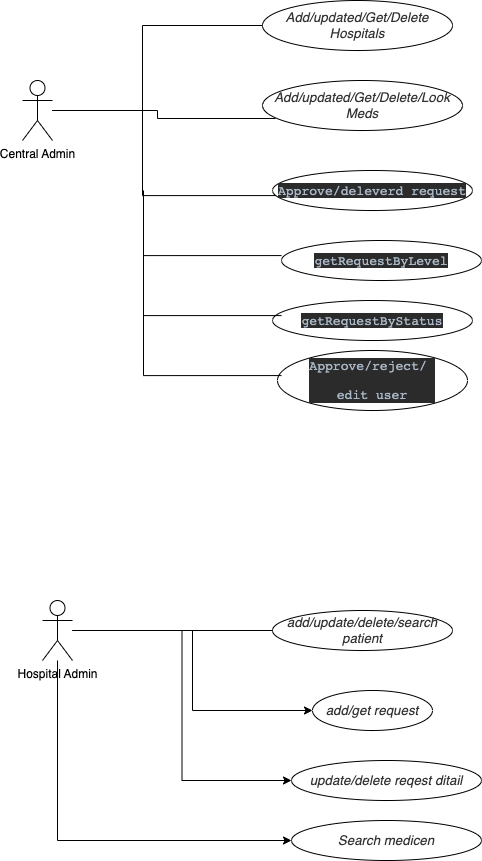 Add/updated/Get/Delete
Hospitals
Add/updated/Get/Delete/Look
Meds
Central Admin
Approve/deleverd request
getRequestByLevel
getRequestByStatus
Approve/reject/
edit user
add/update/delete/search
patient
Hospital Admin
add/get request
update/delete reqest ditail
Search medicen